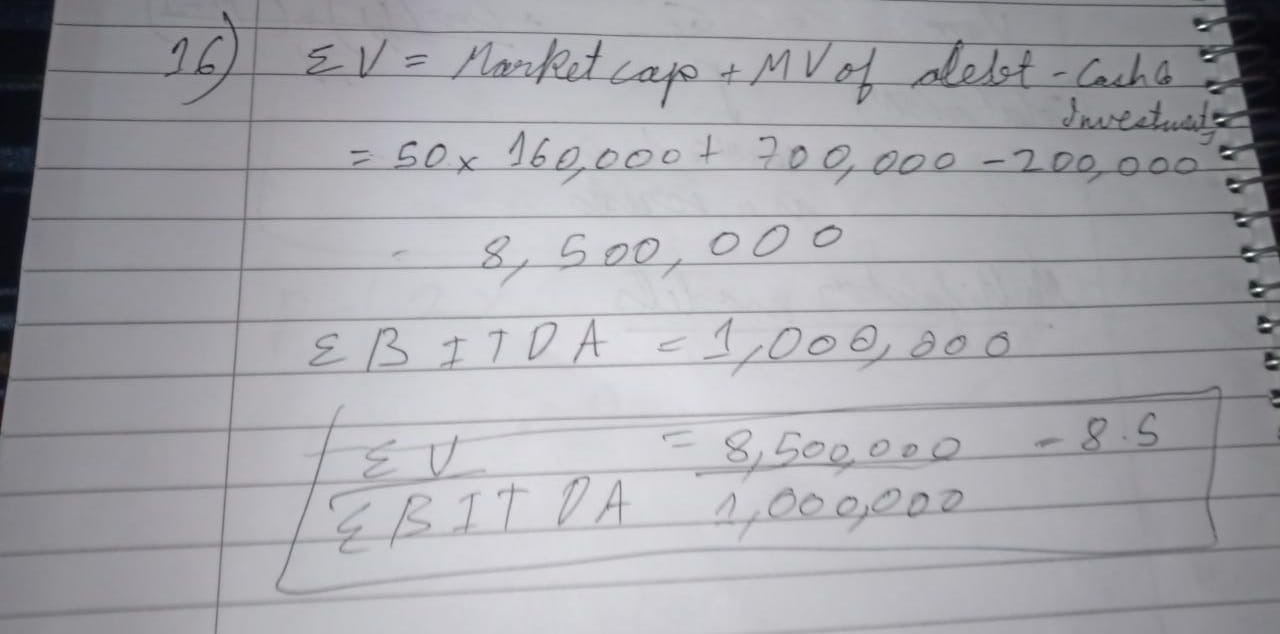 16) EV = Market cap + MV of debt - Cash &
Investments
= 50 x 160,000 + 700,000 - 200,000
- 8,500,000
EBITDA = 1,000,000
EV = 8,500,000 - 8.5
EBITDA 1,000,000